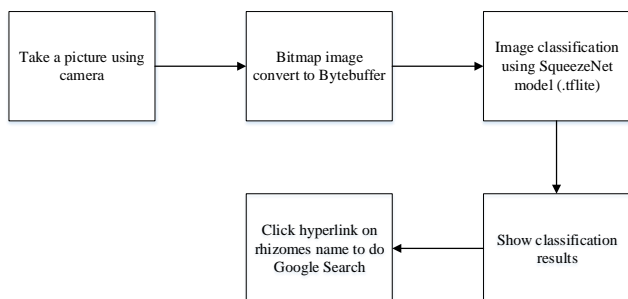 Take a picture using
camera
Bitmap image
convert to Bytebuffer
Image classification
using SqueezeNet
model (.tflite)
Show classification
results
Click hyperlink on
rhizomes name to do
Google Search